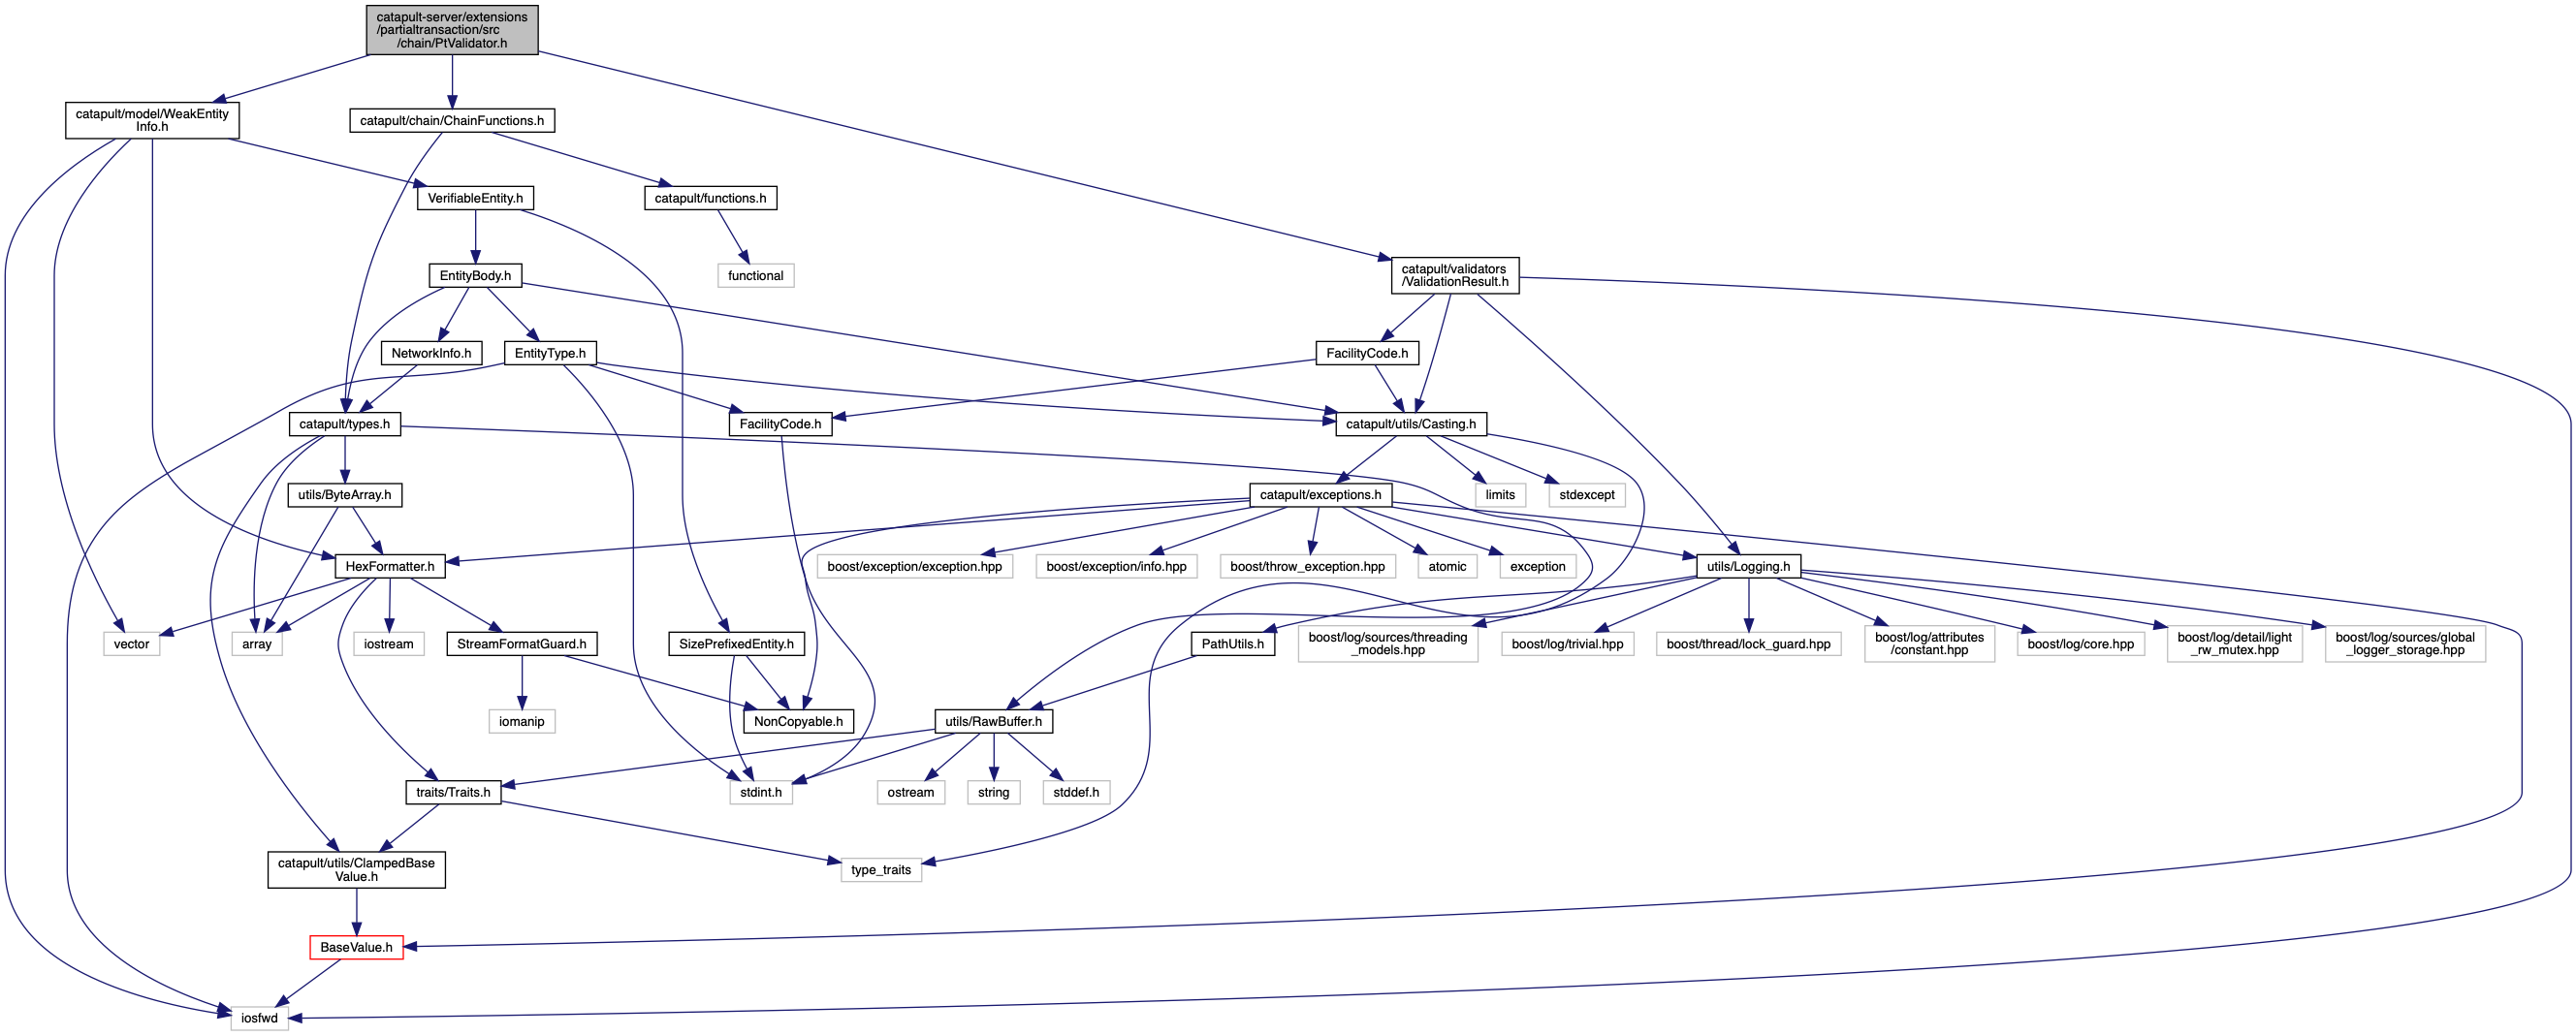 catapult-server/extensions
/partialtransaction/src
/chain/PtValidator.h
catapult/model/WeakEntity
Info.h
catapult/chain/ChainFunctions.h
VerifiableEntity.h
catapult/functions.h
EntityBody.h
functional
catapult/validators
/ValidationResult.h
NetworkInfo.h
EntityType.h
FacilityCode.h
catapult/types.h
FacilityCode.h
catapult/utils/Casting.h
utils/ByteArray.h
catapult/exceptions.h
limits
stdexcept
HexFormatter.h
boost/exception/exception.hpp
boost/exception/info.hpp
boost/throw_exception.hpp
atomic
exception
utils/Logging.h
vector
array
iostream
StreamFormatGuard.h
SizePrefixedEntity.h
PathUtils.h
boost/log/sources/threading
_models.hpp
boost/log/trivial.hpp
boost/thread/lock_guard.hpp
boost/log/attributes
/constant.hpp
boost/log/core.hpp
boost/log/detail/light
_rw_mutex.hpp
boost/log/sources/global
_logger_storage.hpp
iomanip
NonCopyable.h
utils/RawBuffer.h
traits/Traits.h
stdint.h
ostream
string
stddef.h
catapult/utils/ClampedBase
Value.h
type_traits
BaseValue.h
iosfwd